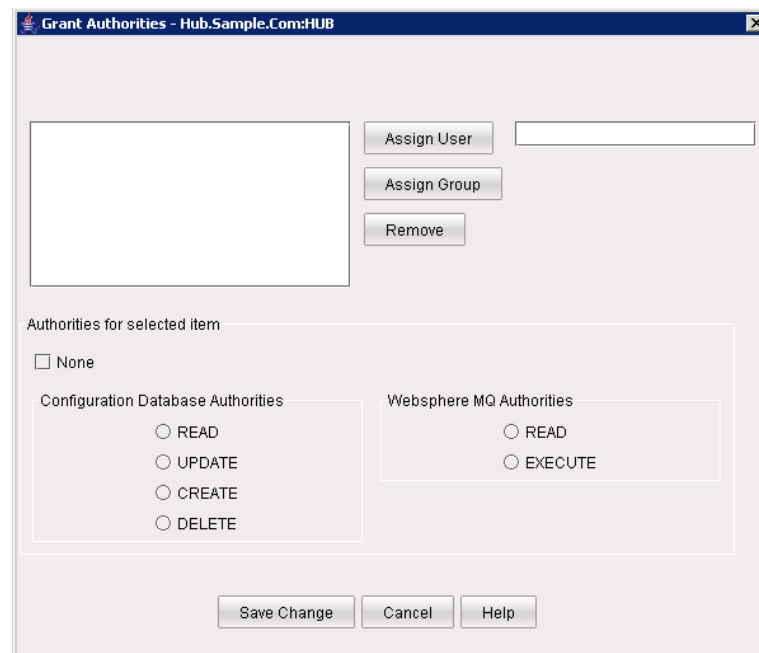 Grant Authorities - Hub.Sample.Com:HUB
Assign User
Assign Group
Remove
Authorities for selected item
None
Configuration Database Authorities
READ
UPDATE
CREATE
DELETE
Websphere MQ Authorities
READ
EXECUTE
Save Change
Cancel
Help